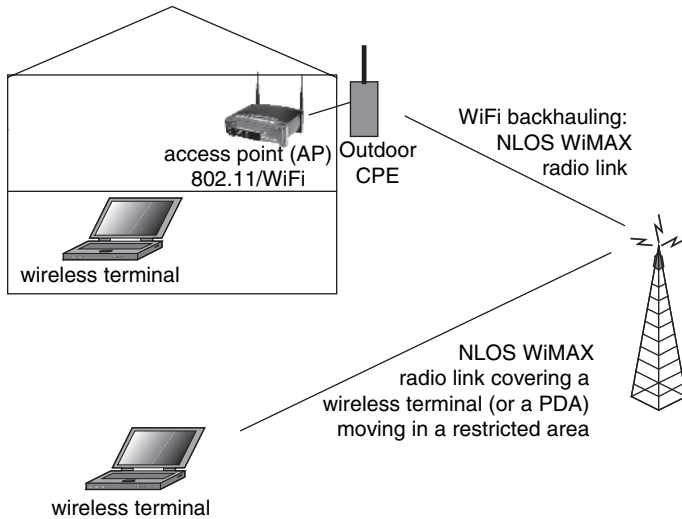 WiFi backhauling:
NLOS WiMAX
radio link
access point (AP)
802.11/WiFi
Outdoor
CPE
wireless terminal
NLOS WiMAX
radio link covering a
wireless terminal (or a PDA)
moving in a restricted area
wireless terminal